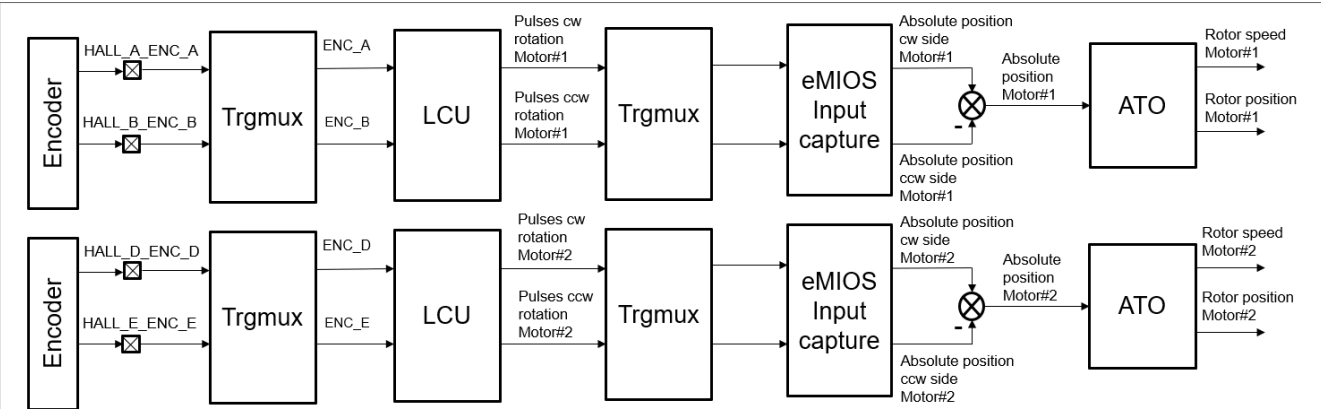 Encoder
HALL_A_ENC_A
HALL_B_ENC_B
Trgmux
ENC_A
ENC_B
LCU
Pulses cw
rotation
Motor#1
Pulses ccw
rotation
Motor#1
Trgmux
eMIOS
Input
capture
Absolute position
cw side
Motor#1
Absolute position
ccw side
Motor#1
-
Absolute
position
Motor#1
ATO
Rotor speed
Motor#1
Rotor position
Motor#1
Encoder
HALL_D_ENC_D
HALL_E_ENC_E
Trgmux
ENC_D
ENC_E
LCU
Pulses cw
rotation
Motor#2
Pulses ccw
rotation
Motor#2
Trgmux
eMIOS
Input
capture
Absolute position
cw side
Motor#2
Absolute position
ccw side
Motor#2
-
Absolute
position
Motor#2
ATO
Rotor speed
Motor#2
Rotor position
Motor#2